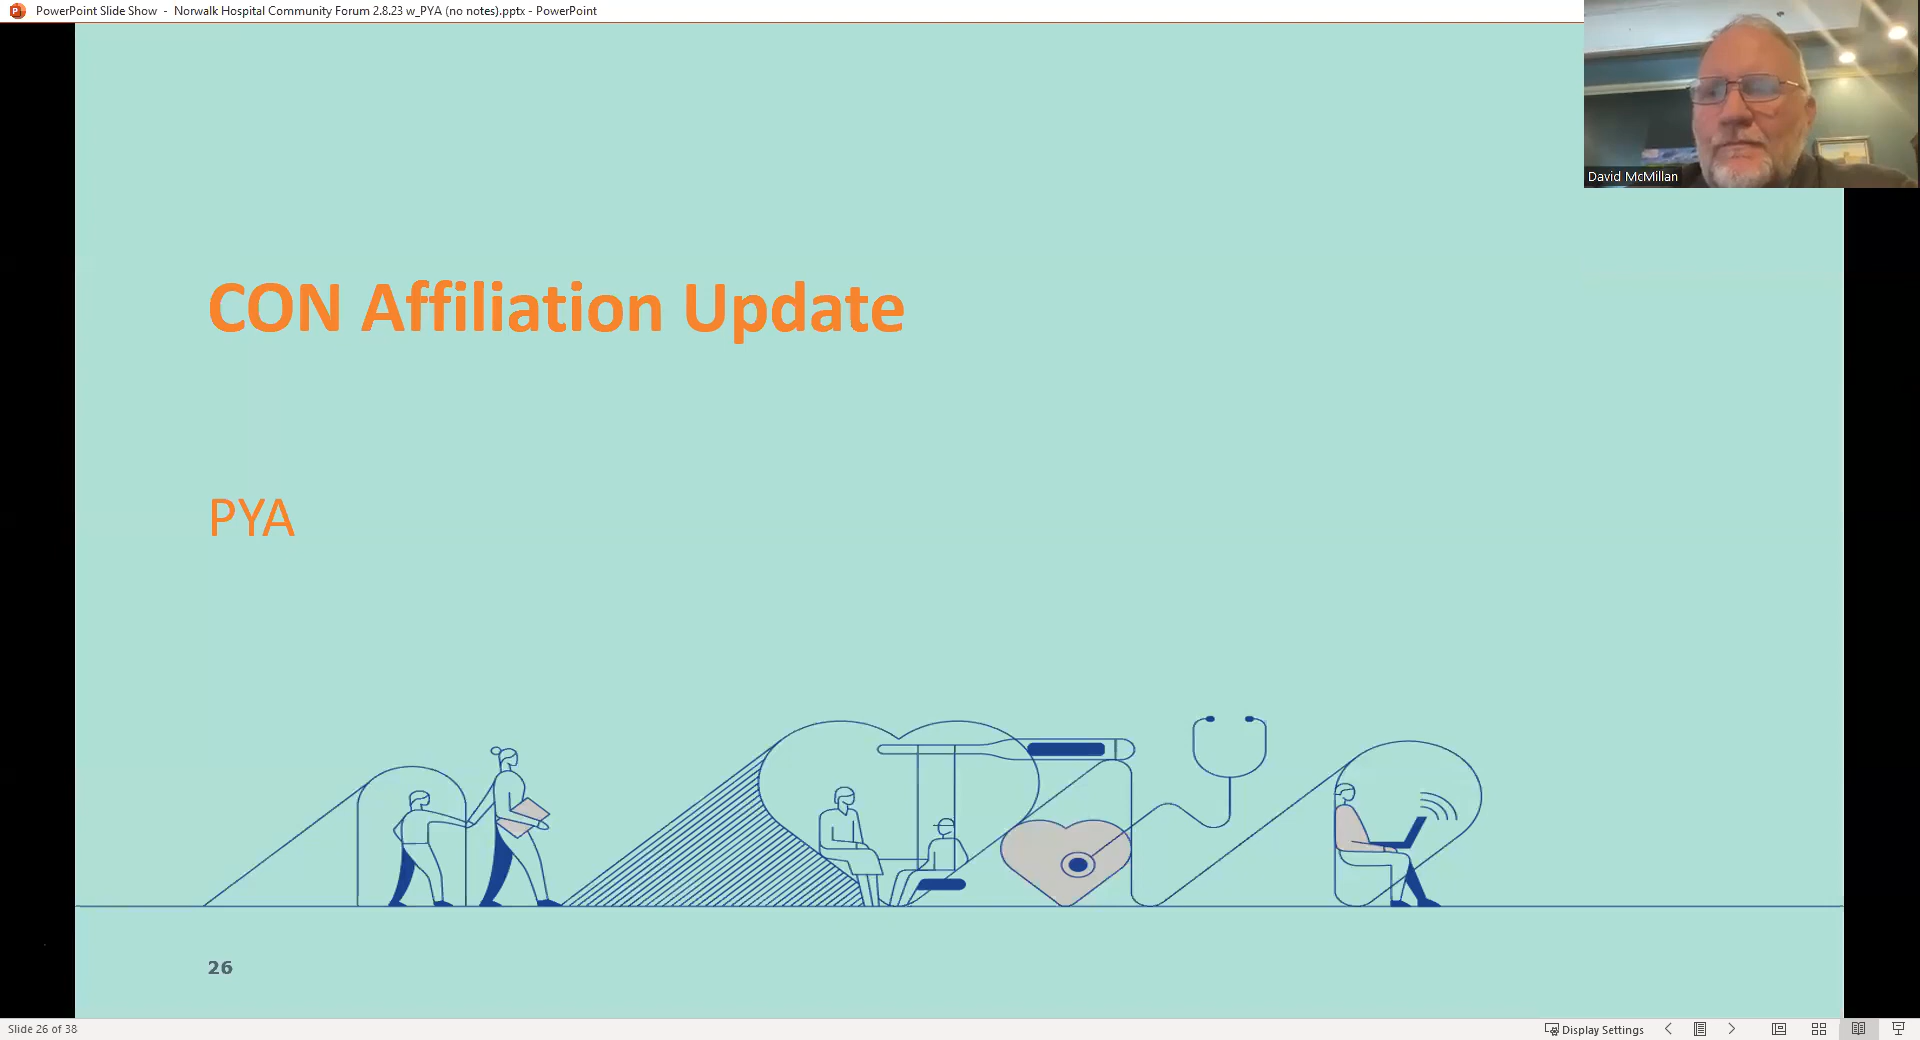 PowerPoint Slide Show - Norwalk Hospital Community Forum 2.8.23 w_PYA (no notes).pptx - PowerPoint
David McMillan
CON Affiliation Update
PYA
26
Slide 26 of 38
Display Settings